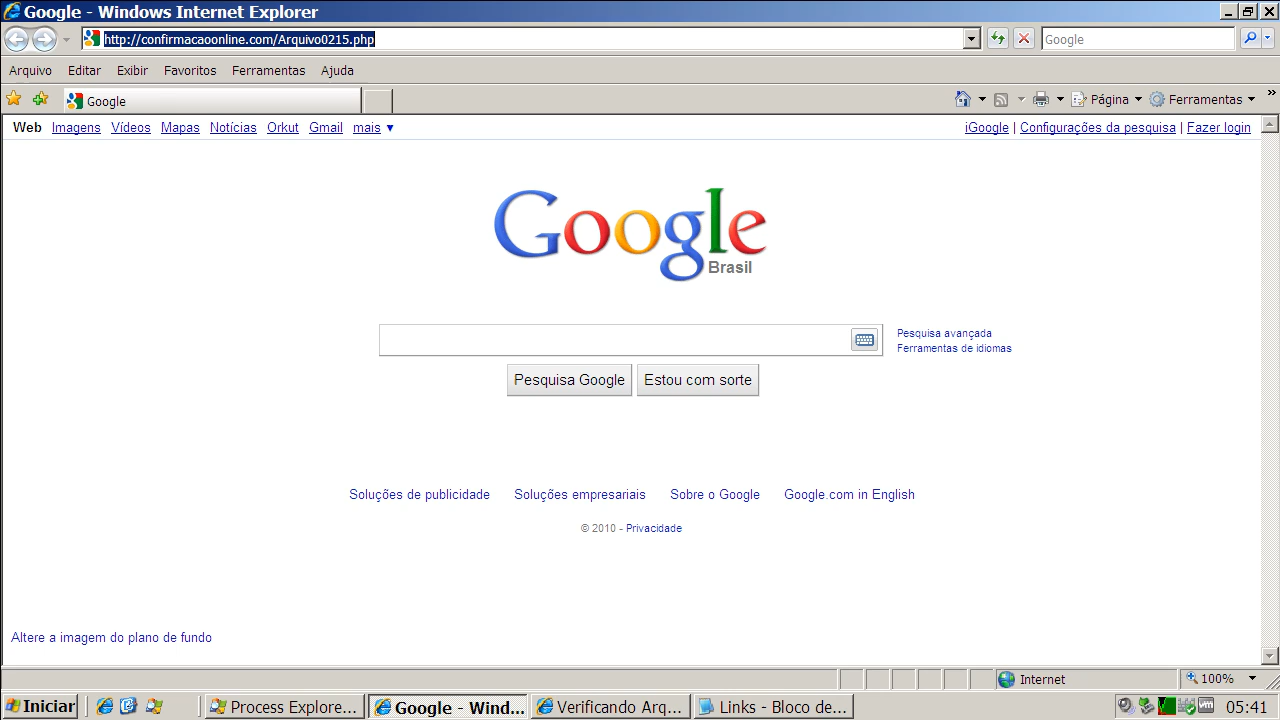 Google - Windows Internet Explorer
http://confirmacaoonline.com/Arquivo0215.php
Google
Arquivo Editar Exibir Favoritos Ferramentas Ajuda
Google
Página Ferramentas »
Web Imagens Vídeos Mapas Notícias Orkut Gmail mais ▼ iGoogle | Configurações da pesquisa | Fazer login
Google
Brasil
Pesquisa avançada
Ferramentas de idiomas
Pesquisa Google Estou com sorte
Soluções de publicidade Soluções empresariais Sobre o Google Google.com in English
© 2010 - Privacidade
Altere a imagem do plano de fundo
Internet 100%
Iniciar Process Explore... Google - Wind... Verificando Arq... Links - Bloco de... 05:41